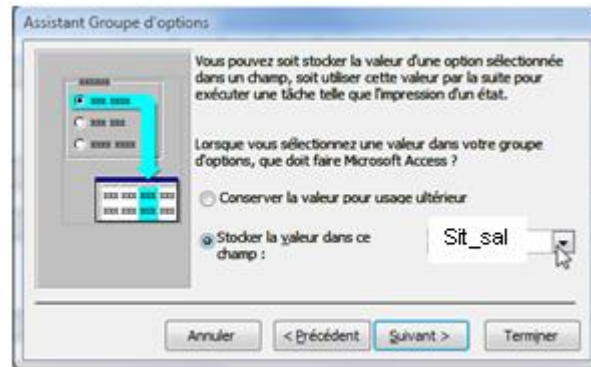 Assistant Groupe d'options
Vous pouvez soit stocker la valeur d'une option sélectionnée
dans un champ, soit utiliser cette valeur par la suite pour
exécuter une tâche telle que l'impression d'un état.
Lorsque vous sélectionnez une valeur dans votre groupe
d'options, que doit faire Microsoft Access ?
Conserver la valeur pour usage ultérieur
Stocker la valeur dans ce
champ :
Sit_sal
Annuler
< Précédent
Suivant >
Terminer